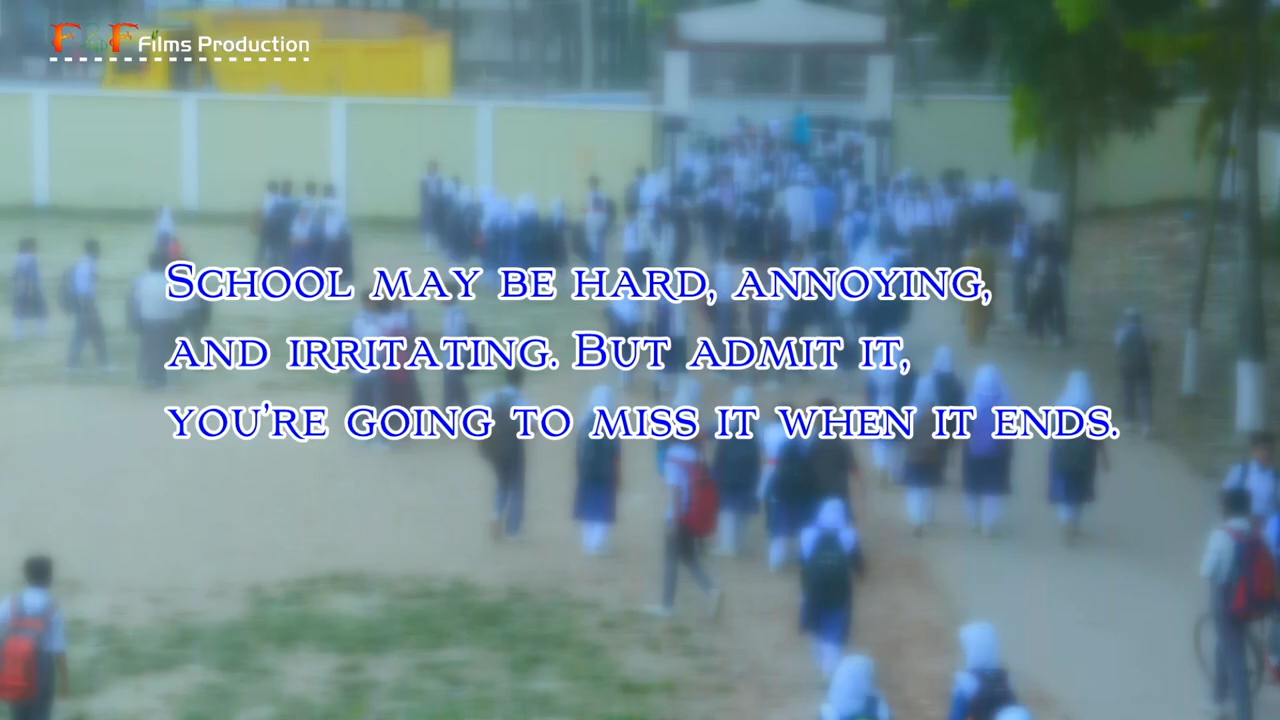 F&F Films Production
School may be hard, annoying,
and irritating. But admit it,
you're going to miss it when it ends.